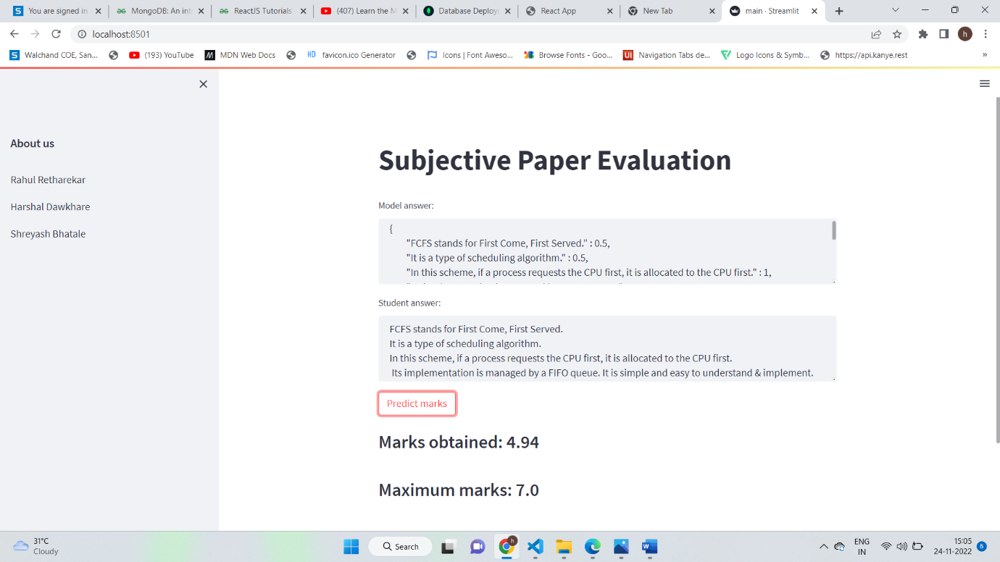 You are signed in
MongoDB: An int
ReactJS Tutorials
(407) Learn the M
Database Deploy
React App
New Tab
main · Streamlit
localhost:8501
h
Walchand COE, San...
(193) YouTube
MDN Web Docs
HD favicon.ico Generator
Icons | Font Aweso...
Browse Fonts - Goo...
UI Navigation Tabs de...
Logo Icons & Symb...
https://api.kanye.rest
»
About us
Rahul Retharekar
Harshal Dawkhare
Shreyash Bhatale
Subjective Paper Evaluation
Model answer:
{
"FCFS stands for First Come, First Served." : 0.5,
"It is a type of scheduling algorithm." : 0.5,
"In this scheme, if a process requests the CPU first, it is allocated to the CPU first." : 1,
Student answer:
FCFS stands for First Come, First Served.
It is a type of scheduling algorithm.
In this scheme, if a process requests the CPU first, it is allocated to the CPU first.
Its implementation is managed by a FIFO queue. It is simple and easy to understand & implement.
Predict marks
Marks obtained: 4.94
Maximum marks: 7.0
31°C
Cloudy
Search
h
ENG
IN
15:05
24-11-2022
6